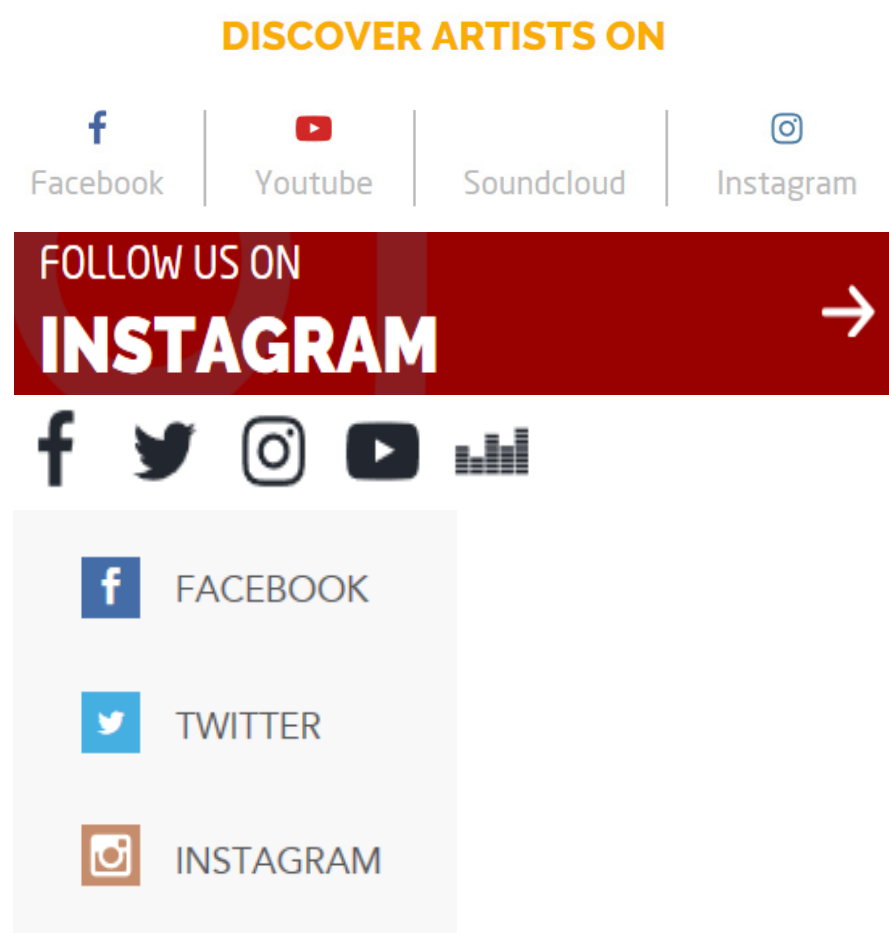 DISCOVER ARTISTS ON
Facebook Youtube Soundcloud Instagram
FOLLOW US ON
INSTAGRAM
FACEBOOK
TWITTER
INSTAGRAM